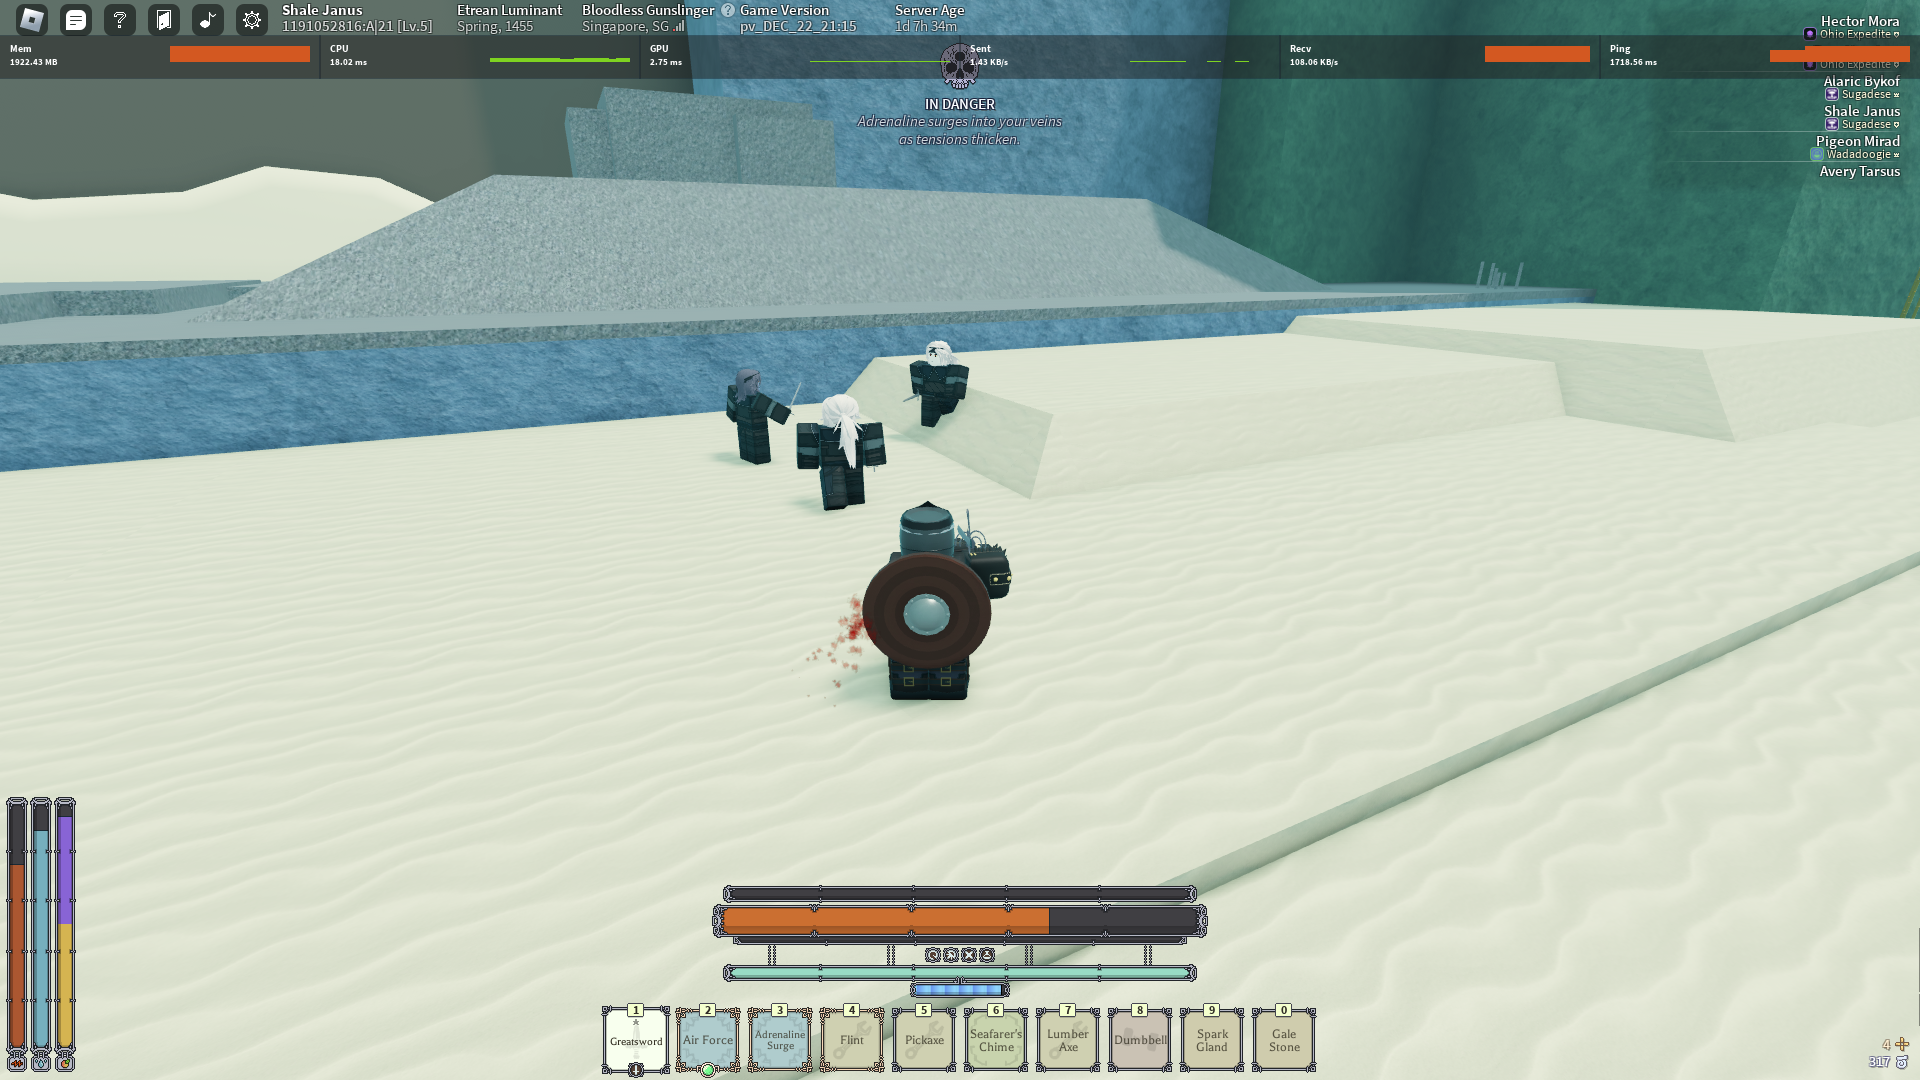 Shale Janus
1191052816:A|21 [Lv.5]
Etrean Luminant
Spring, 1455
Bloodless Gunslinger
Singapore, SG
Game Version
pv_DEC_22_21:15
Server Age
1d 7h 34m
Mem
1922.43 MB
CPU
18.02 ms
GPU
2.75 ms
Sent
1.43 KB/s
Recv
108.06 KB/s
Ping
1718.56 ms
IN DANGER
Adrenaline surges into your veins
as tensions thicken.
Hector Mora
Ohio Expedite
Ohio Expedite
Alaric Bykof
Sugadese
Shale Janus
Sugadese
Pigeon Mirad
Wadadoogie
Avery Tarsus
1
Greatsword
2
Air Force
3
Adrenaline
Surge
4
Flint
5
Pickaxe
6
Seafarer's
Chime
7
Lumber
Axe
8
Dumbbell
9
Spark
Gland
0
Gale
Stone
4
317